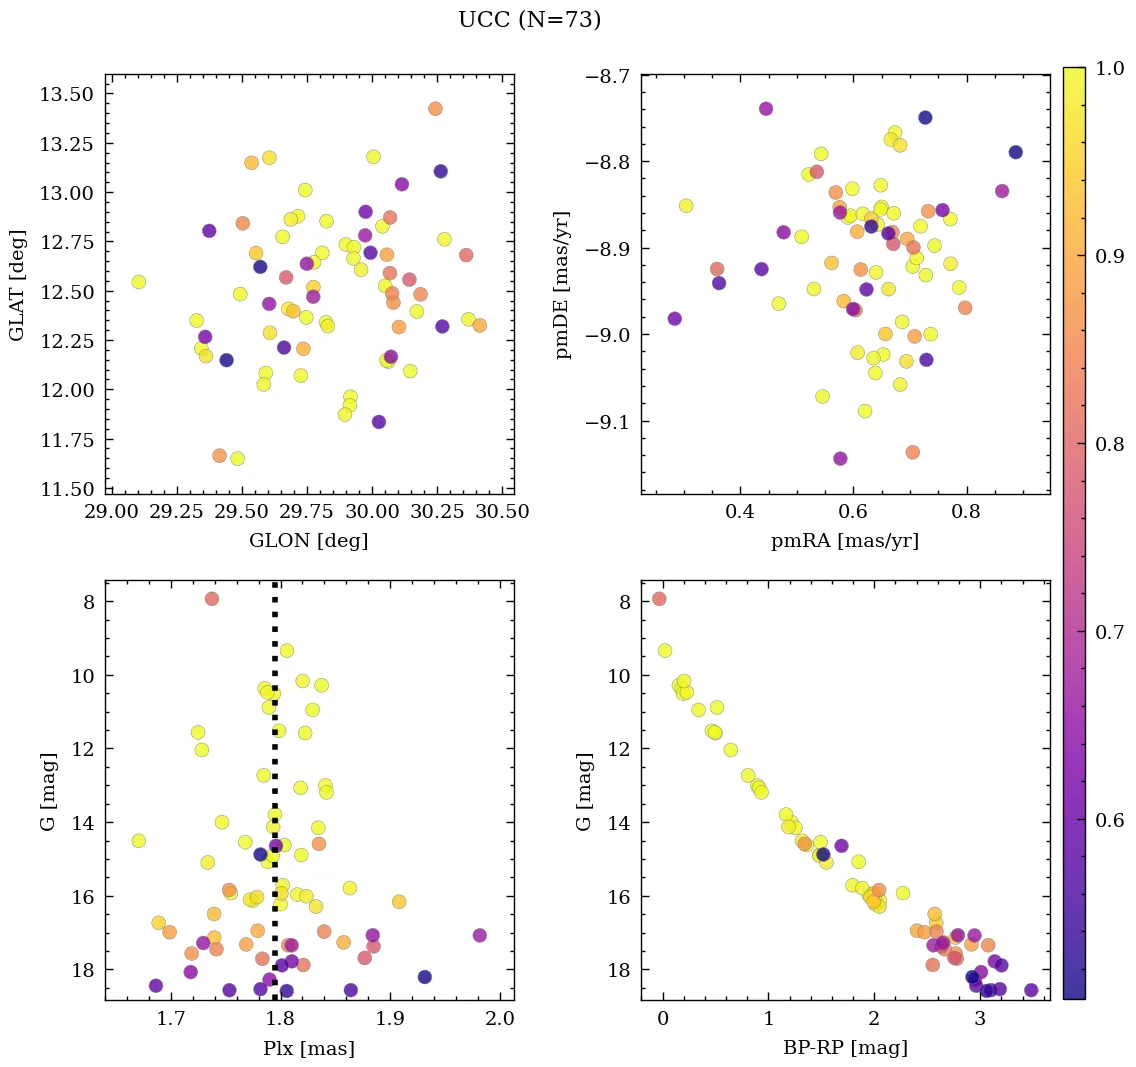 UCC (N=73)
13.50
13.25
13.00
12.75
12.50
12.25
12.00
11.75
11.50
GLAT [deg]
29.00 29.25 29.50 29.75 30.00 30.25 30.50
GLON [deg]
−8.7
−8.8
−8.9
−9.0
−9.1
pmDE [mas/yr]
0.4 0.6 0.8
pmRA [mas/yr]
8
10
12
14
16
18
G [mag]
1.7 1.8 1.9 2.0
Plx [mas]
8
10
12
14
16
18
G [mag]
0 1 2 3
BP-RP [mag]
1.0
0.9
0.8
0.7
0.6